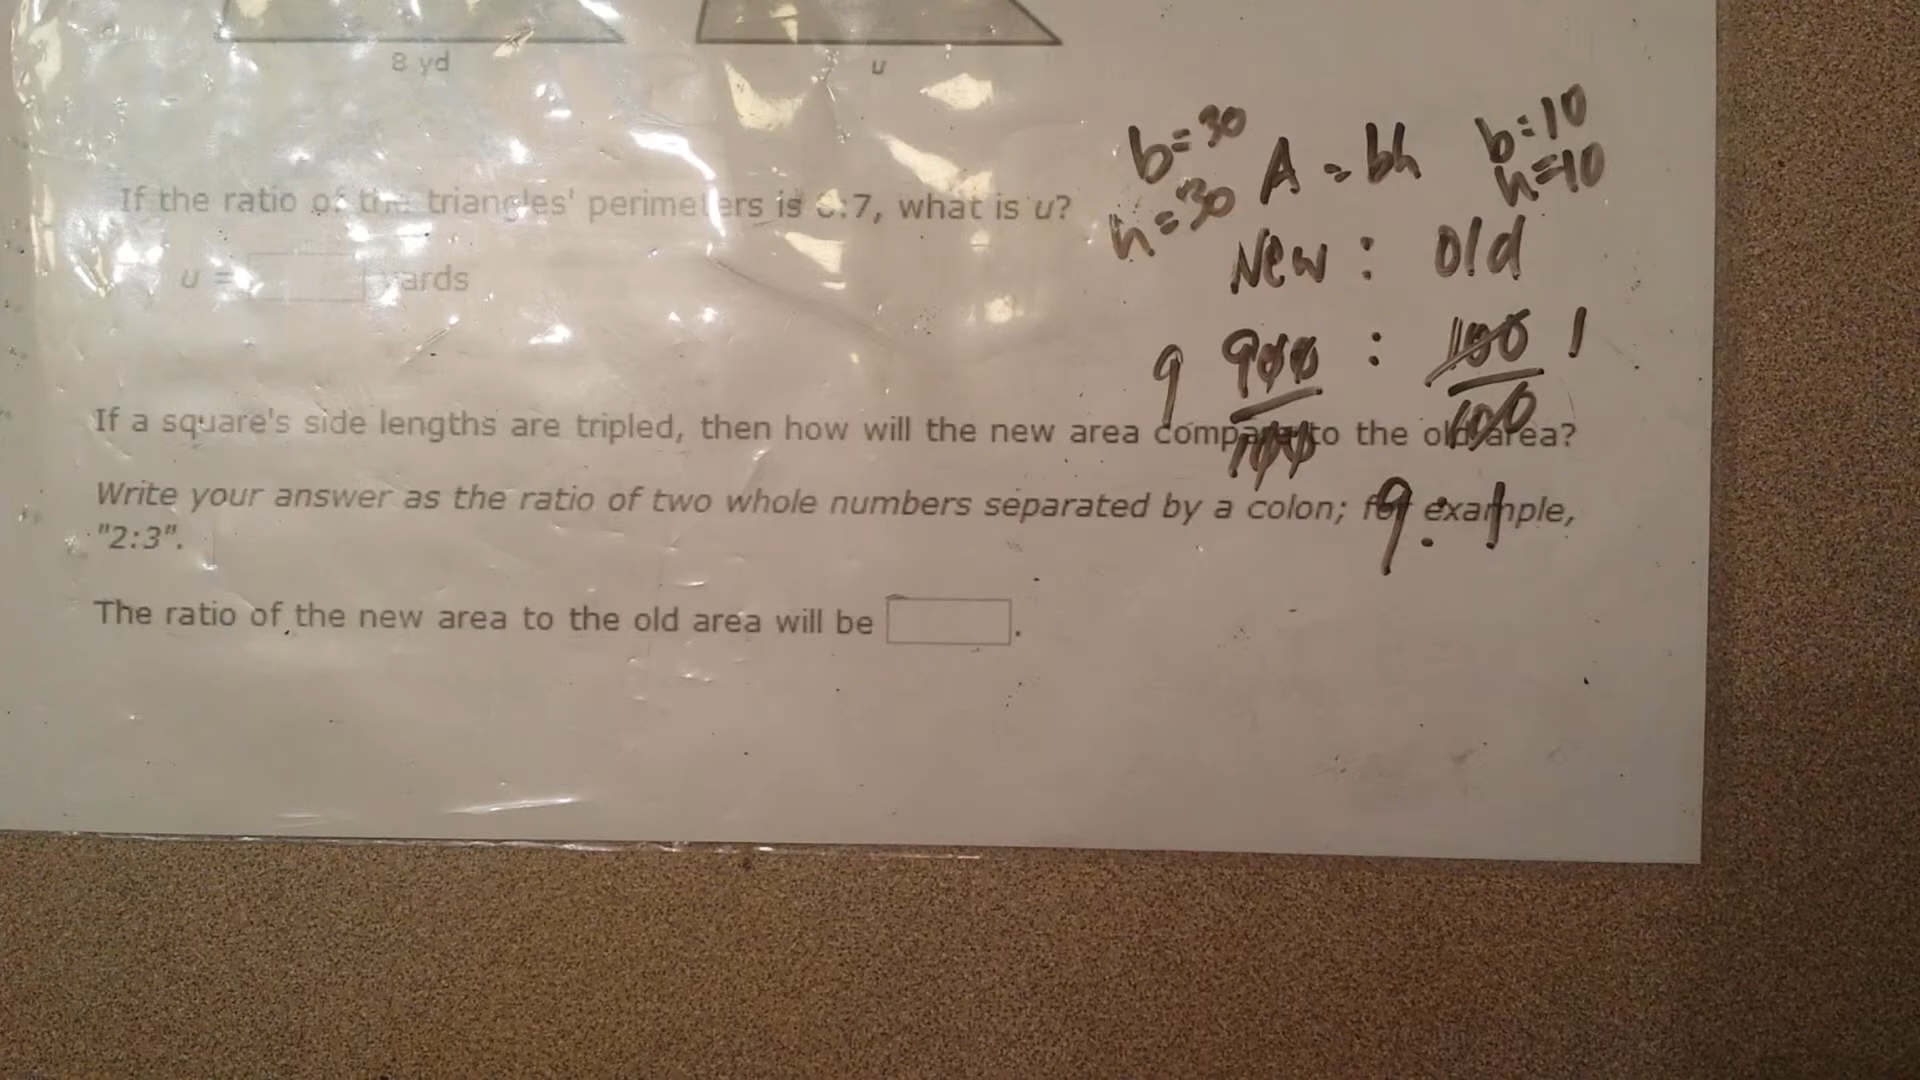 8 yd
u
If the ratio of the triangles' perimeters is :7, what is u?
u = yards
b=30
h=30
A = bh
b=10
h=10
New : Old
9 900 : 100 1
100 100
If a square's side lengths are tripled, then how will the new area compare to the old area?
Write your answer as the ratio of two whole numbers separated by a colon; for example,
"2:3".
9:1
The ratio of the new area to the old area will be .